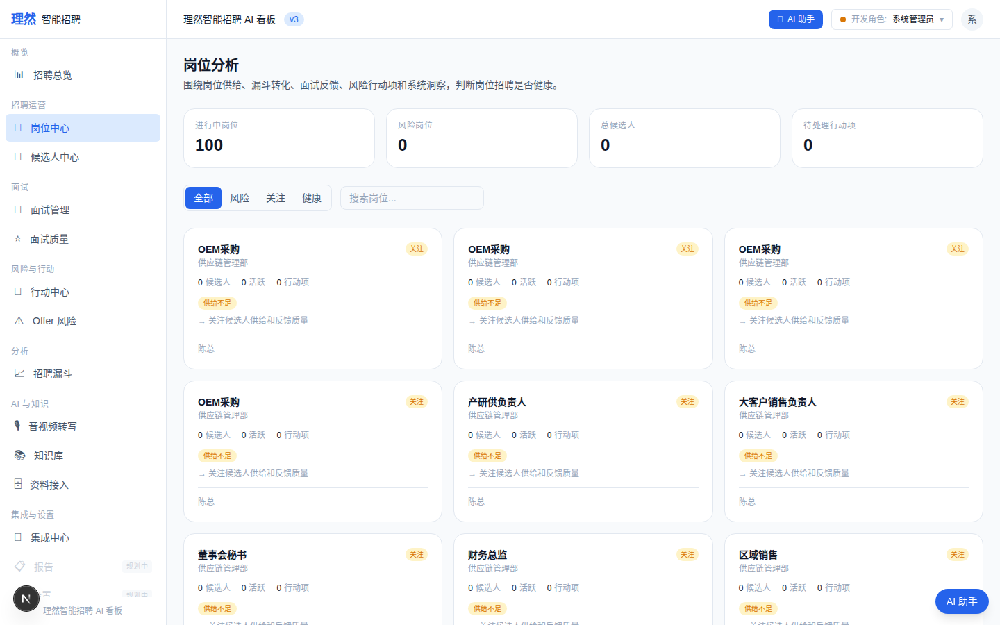 理然 智能招聘
理然智能招聘 AI 看板 v3
AI 助手
开发角色: 系统管理员 ▾
系
概览
招聘总览
招聘运营
岗位中心
候选人中心
面试
面试管理
面试质量
风险与行动
行动中心
Offer 风险
分析
招聘漏斗
AI 与知识
音视频转写
知识库
资料接入
集成与设置
集成中心
报告 规划中
置 规划中
N
理然智能招聘 AI 看板
岗位分析
围绕岗位供给、漏斗转化、面试反馈、风险行动项和系统洞察，判断岗位招聘是否健康。
进行中岗位
100
风险岗位
0
总候选人
0
待处理行动项
0
全部 风险 关注 健康 搜索岗位...
OEM采购 关注
供应链管理部
0 候选人 0 活跃 0 行动项
供给不足
→ 关注候选人供给和反馈质量
陈总
OEM采购 关注
供应链管理部
0 候选人 0 活跃 0 行动项
供给不足
→ 关注候选人供给和反馈质量
陈总
OEM采购 关注
供应链管理部
0 候选人 0 活跃 0 行动项
供给不足
→ 关注候选人供给和反馈质量
陈总
OEM采购 关注
供应链管理部
0 候选人 0 活跃 0 行动项
供给不足
→ 关注候选人供给和反馈质量
陈总
产研供负责人 关注
供应链管理部
0 候选人 0 活跃 0 行动项
供给不足
→ 关注候选人供给和反馈质量
陈总
大客户销售负责人 关注
供应链管理部
0 候选人 0 活跃 0 行动项
供给不足
→ 关注候选人供给和反馈质量
陈总
董事会秘书 关注
供应链管理部
0 候选人 0 活跃 0 行动项
供给不足
关注候选人供给和反馈质量
财务总监 关注
供应链管理部
0 候选人 0 活跃 0 行动项
供给不足
关注候选人供给和反馈质量
区域销售 关注
供应链管理部
0 候选人 0 活跃 0 行动项
供给不足
关注候选人供给和反馈质量
AI 助手